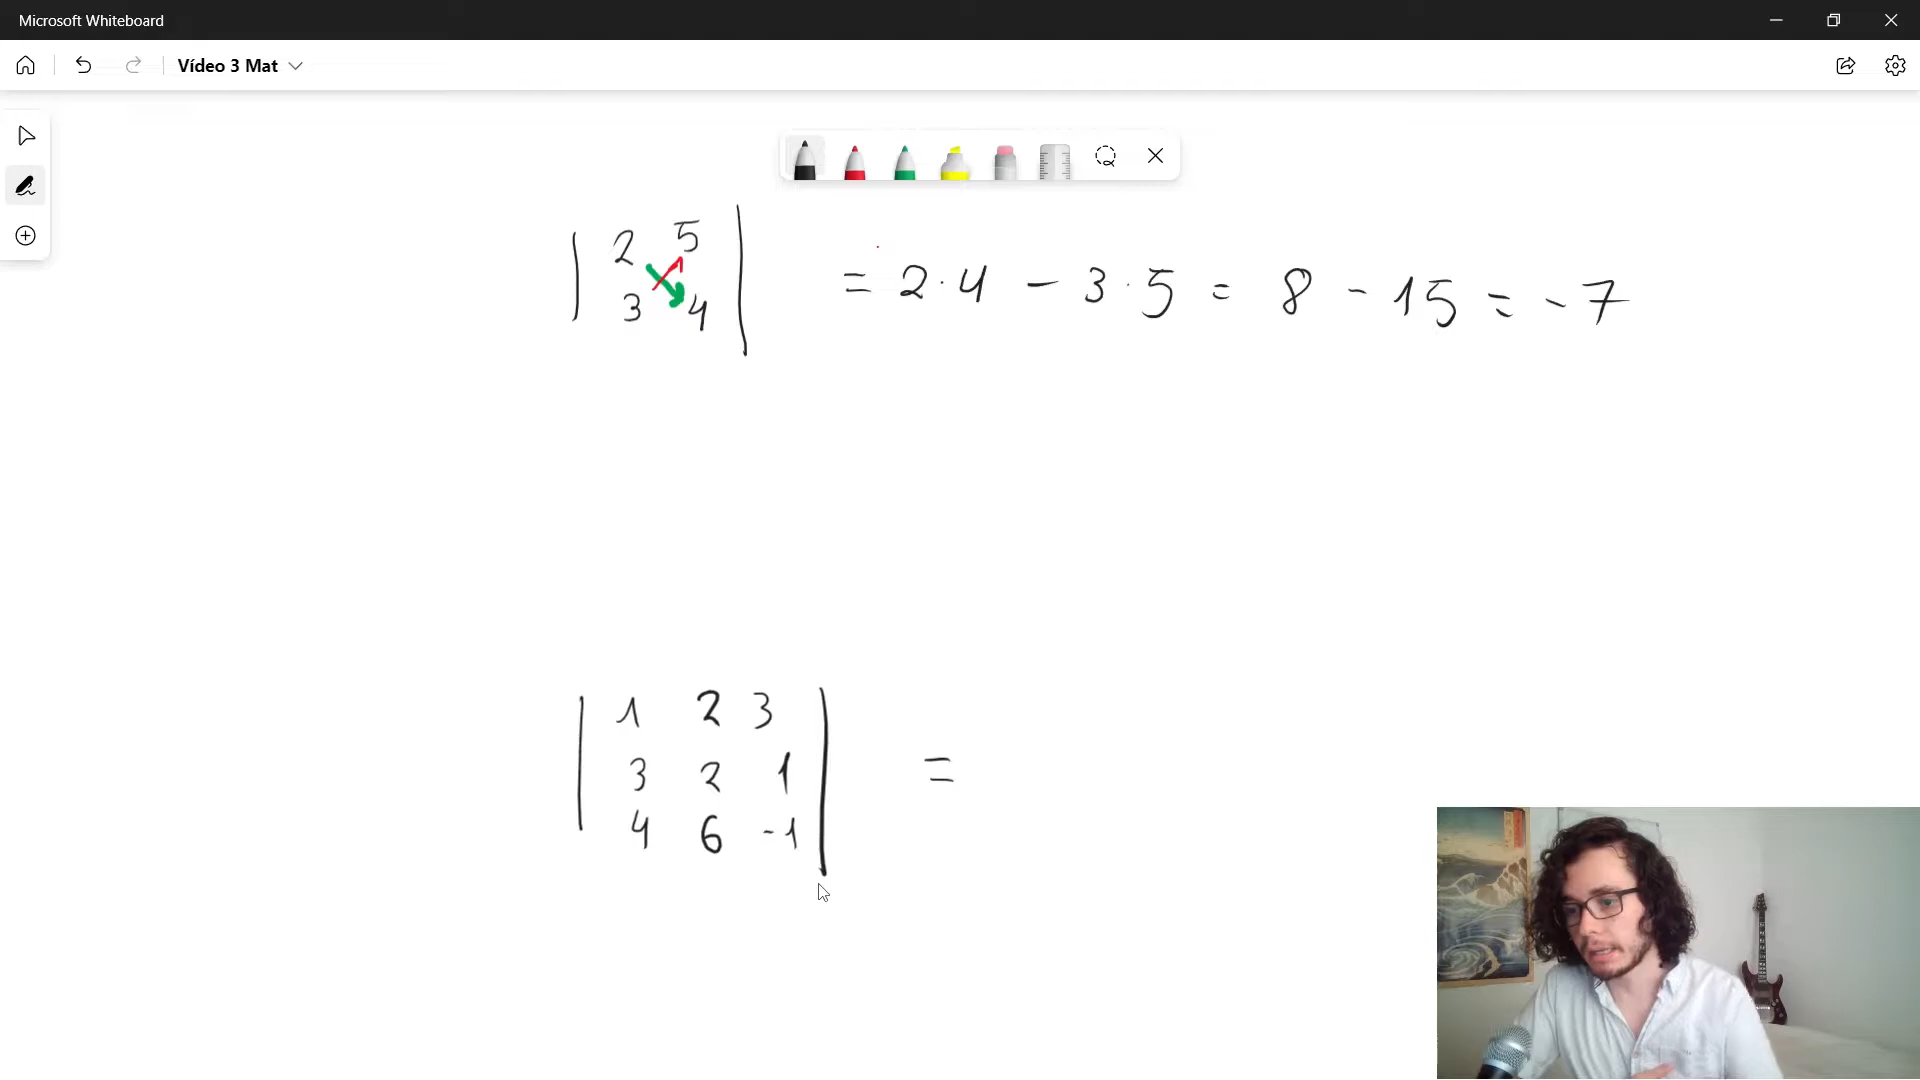 Microsoft Whiteboard
Vídeo 3 Mat
| 2 5 |
| 3 4 | = 2·4 - 3·5 = 8 - 15 = -7
| 1 2 3 |
| 3 2 1 | =
| 4 6 -1 |